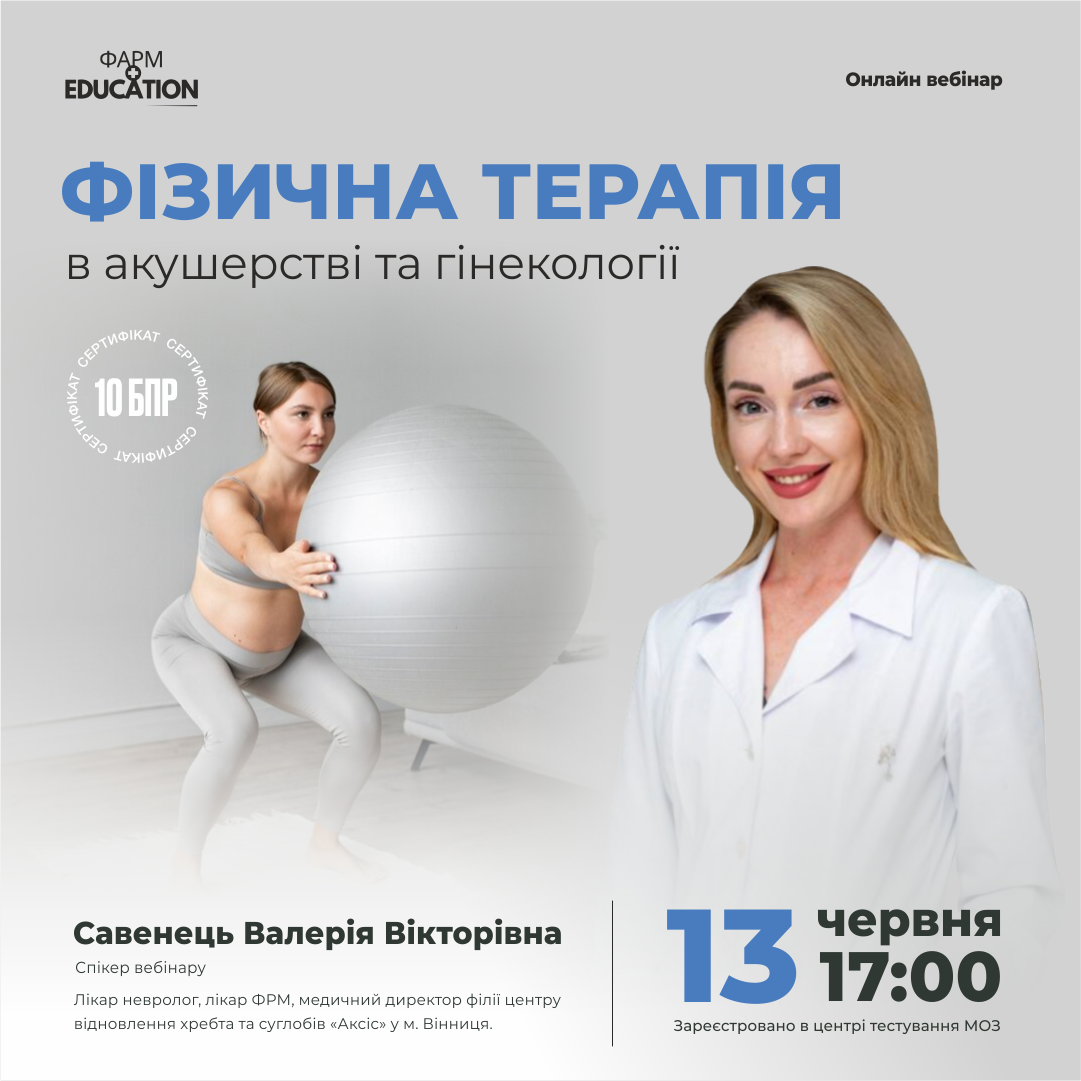 ФАРМ
EDUCATION
Онлайн вебінар
ФІЗИЧНА ТЕРАПІЯ
в акушерстві та гінекології
СЕРТИФІКАТ СЕРТИФІКАТ СЕРТИФІКАТ СЕРТИФІКАТ
10 БПР
Савенець Валерія Вікторівна
Спікер вебінару
Лікар невролог, лікар ФРМ, медичний директор філії центру
відновлення хребта та суглобів «Аксіс» у м. Вінниця.
13 червня
17:00
Зареєстровано в центрі тестування МОЗ